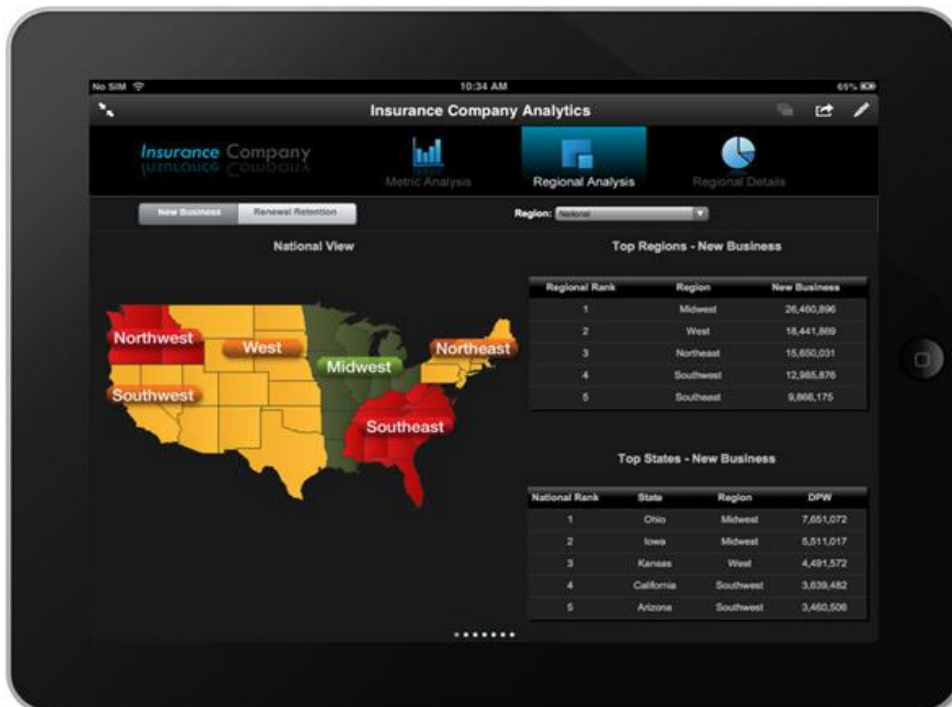 No SIM 10:34 AM 65%
Insurance Company Analytics
Insurance Company
Metric Analysis
Regional Analysis
Regional Details
New Business Renewal Retention Region: National
National View
Northwest
West
Northeast
Midwest
Southwest
Southeast
Top Regions - New Business
Regional Rank Region New Business
1 Midwest 26,460,896
2 West 18,441,869
3 Northeast 15,650,031
4 Southwest 12,985,876
5 Southeast 9,866,175
Top States - New Business
National Rank State Region DPW
1 Ohio Midwest 7,651,072
2 Iowa Midwest 5,511,017
3 Kansas West 4,491,572
4 California Southwest 3,639,482
5 Arizona Southwest 3,460,506